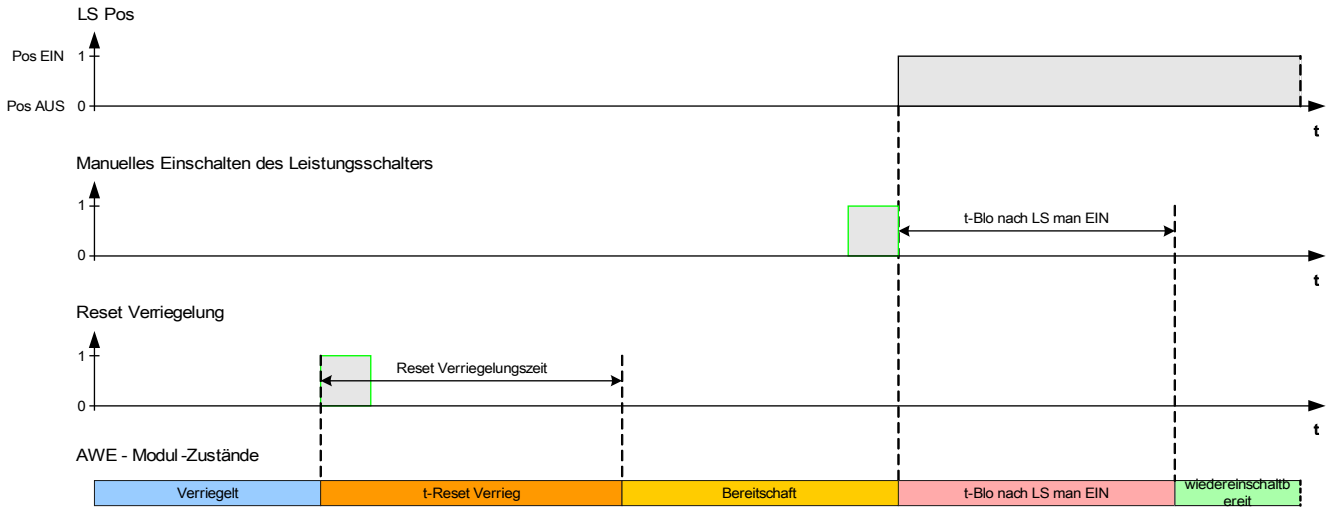 LS Pos
Pos EIN 1
Pos AUS 0
t
Manuelles Einschalten des Leistungsschalters
1
t-Blo nach LS man EIN
0
t
Reset Verriegelung
1
Reset Verriegelungszeit
0
t
AWE - Modul -Zustände
Verriegelt t-Reset Verrieg Bereitschaft t-Blo nach LS man EIN wiedereinschaltb
ereit